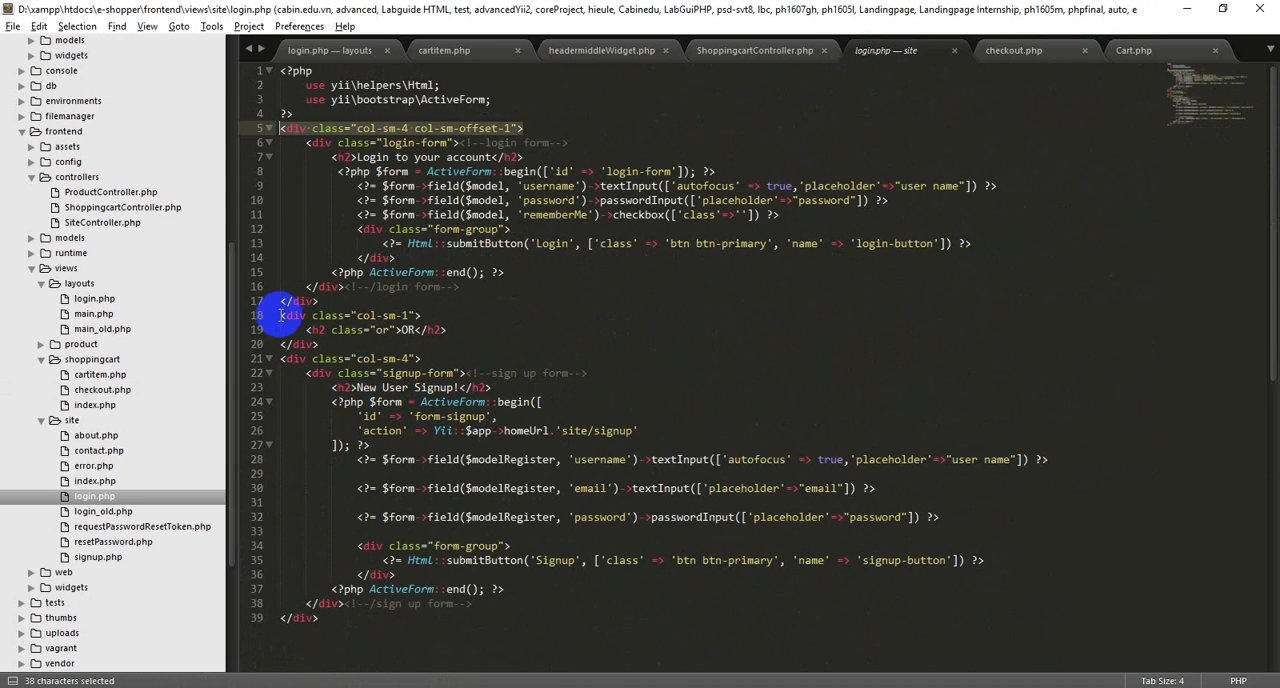 D:\xampp\htdocs\e-shopper\frontend\views\site\login.php (cabin.edu.vn, advanced, Labguide HTML, test, advancedYii2, coreProject, hieule, Cabinedu, LabGuiPHP, psd-svt8, lbc, ph1607gh, ph1605l, Landingpage, Landingpage Internship, ph1605m, phpfinal, auto, e
File Edit Selection Find View Goto Tools Project Preferences Help
login.php — layouts × cartitem.php × headermiddleWidget.php × ShoppingcartController.php × login.php — site × checkout.php × Cart.php ×
models
widgets
console
db
environments
filemanager
frontend
assets
config
controllers
ProductController.php
ShoppingcartController.php
SiteController.php
models
runtime
views
layouts
login.php
main.php
main_old.php
product
shoppingcart
cartitem.php
checkout.php
index.php
site
about.php
contact.php
error.php
index.php
login.php
login_old.php
requestPasswordResetToken.php
resetPassword.php
signup.php
web
widgets
tests
thumbs
uploads
vagrant
vendor
1 <?php
2 use yii\helpers\Html;
3 use yii\bootstrap\ActiveForm;
4 ?>
5 <div class="col-sm-4 col-sm-offset-1">
6 <div class="login-form"><!--login form-->
7 <h2>Login to your account</h2>
8 <?php $form = ActiveForm::begin(['id' => 'login-form']); ?>
9 <?= $form->field($model, 'username')->textInput(['autofocus' => true,'placeholder'=>"user name"]) ?>
10 <?= $form->field($model, 'password')->passwordInput(['placeholder'=>"password"]) ?>
11 <?= $form->field($model, 'rememberMe')->checkbox(['class'=>'']) ?>
12 <div class="form-group">
13 <?= Html::submitButton('Login', ['class' => 'btn btn-primary', 'name' => 'login-button']) ?>
14 </div>
15 <?php ActiveForm::end(); ?>
16 </div><!--/login form-->
17 </div>
18 <div class="col-sm-1">
19 <h2 class="or">OR</h2>
20 </div>
21 <div class="col-sm-4">
22 <div class="signup-form"><!--sign up form-->
23 <h2>New User Signup!</h2>
24 <?php $form = ActiveForm::begin([
25 'id' => 'form-signup',
26 'action' => Yii::$app->homeUrl.'site/signup'
27 ]); ?>
28 <?= $form->field($modelRegister, 'username')->textInput(['autofocus' => true,'placeholder'=>"user name"]) ?>
29
30 <?= $form->field($modelRegister, 'email')->textInput(['placeholder'=>"email"]) ?>
31
32 <?= $form->field($modelRegister, 'password')->passwordInput(['placeholder'=>"password"]) ?>
33
34 <div class="form-group">
35 <?= Html::submitButton('Signup', ['class' => 'btn btn-primary', 'name' => 'signup-button']) ?>
36 </div>
37 <?php ActiveForm::end(); ?>
38 </div><!--/sign up form-->
39 </div>
38 characters selected
Tab Size: 4 PHP